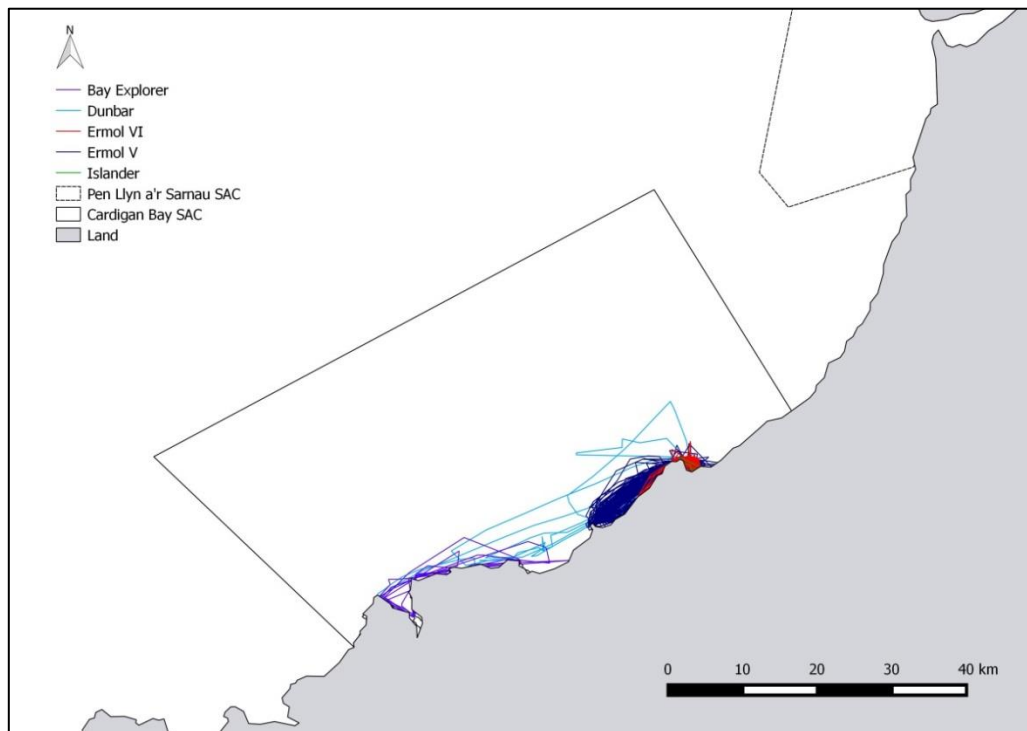 N
Bay Explorer
Dunbar
Ermol VI
Ermol V
Islander
Pen Llyn a'r Sarnau SAC
Cardigan Bay SAC
Land
0 10 20 30 40 km